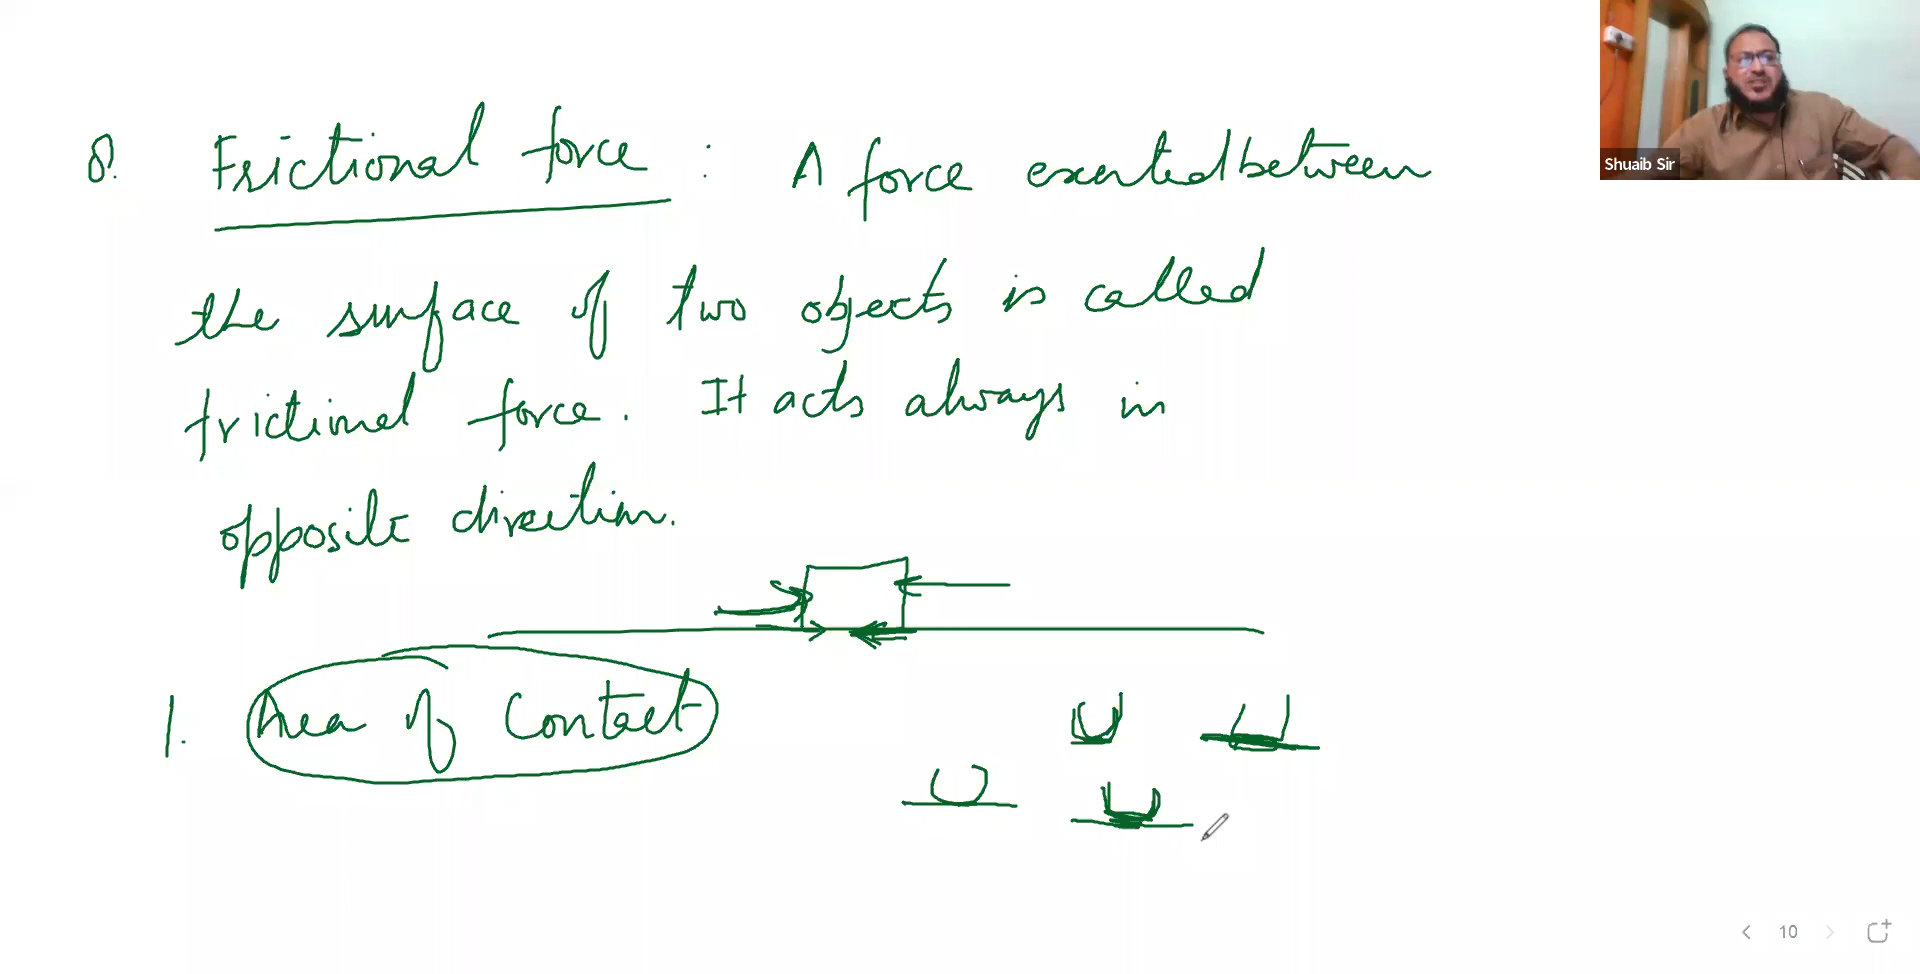 8. Frictional force : A force exerted between
the surface of two objects is called
frictional force. It acts always in
opposite direction.
1. Area of Contact
Shuaib Sir
10